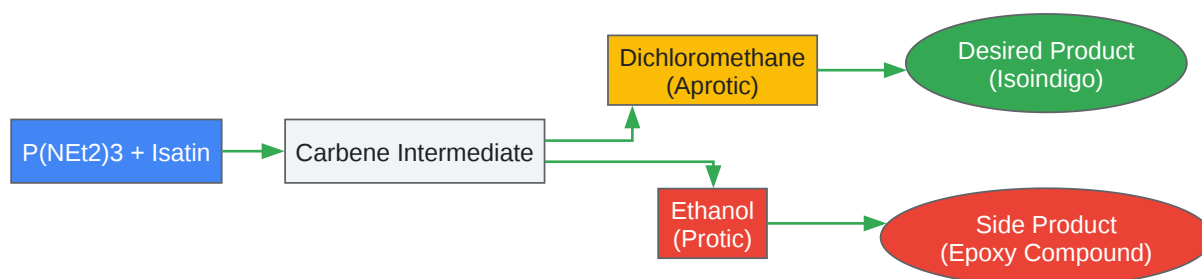 P(NEt2)3 + Isatin
Carbene Intermediate
Dichloromethane
(Aprotic)
Desired Product
(Isoindigo)
Ethanol
(Protic)
Side Product
(Epoxy Compound)